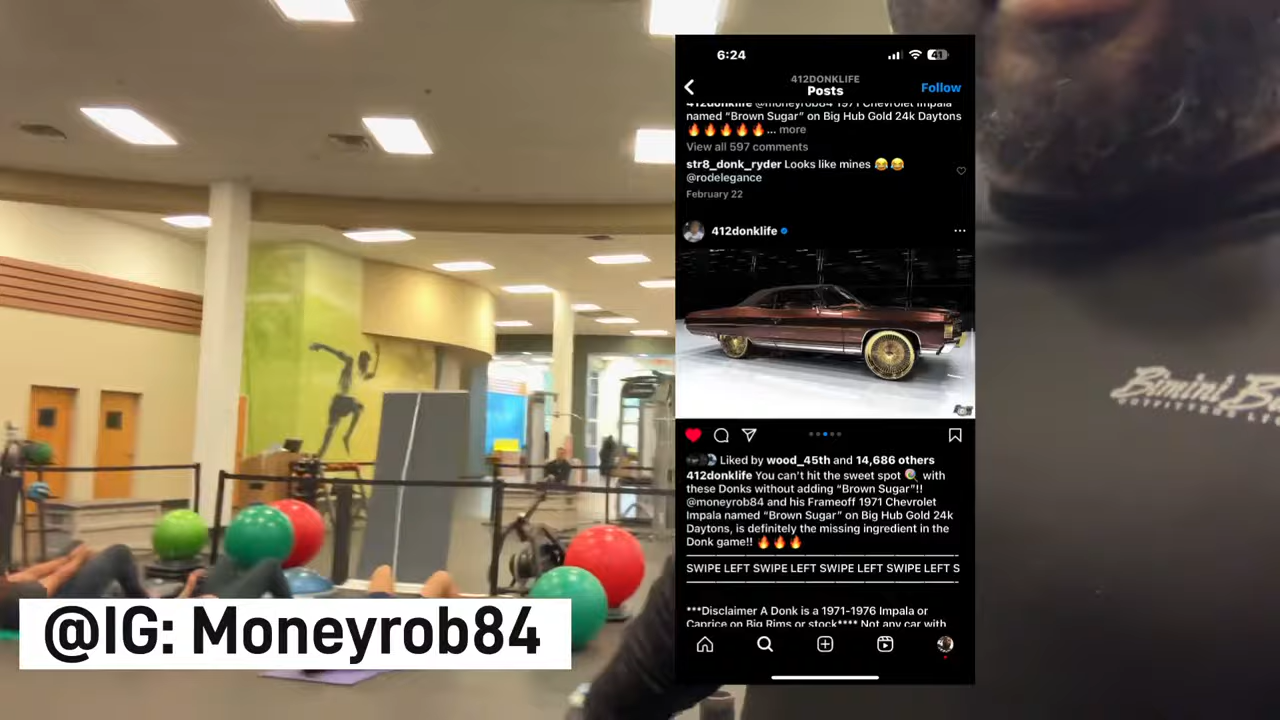 6:24
41
412DONKLIFE
Posts
Follow
412donklife @moneyrob84 1971 Chevrolet Impala
named “Brown Sugar” on Big Hub Gold 24k Daytons
🔥🔥🔥🔥🔥... more
View all 597 comments
str8_donk_ryder Looks like mines 😂😂
@rodelegance
February 22
412donklife
Liked by wood_45th and 14,686 others
412donklife You can't hit the sweet spot 🍭 with
these Donks without adding “Brown Sugar”!!
@moneyrob84 and his Frameoff 1971 Chevrolet
Impala named “Brown Sugar” on Big Hub Gold 24k
Daytons, is definitely the missing ingredient in the
Donk game!! 🔥🔥🔥
SWIPE LEFT SWIPE LEFT SWIPE LEFT SWIPE LEFT S
***Disclaimer A Donk is a 1971-1976 Impala or
Caprice on Big Rims or stock**** Not any car with
Bimini B
OUTFITTERS
@IG: Moneyrob84